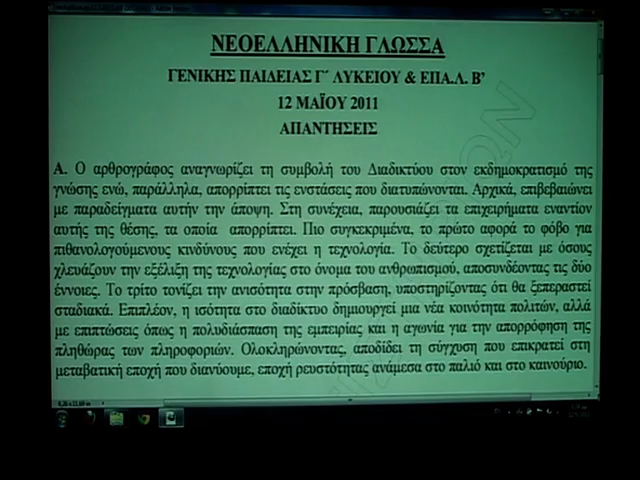 ΝΕΟΕΛΛΗΝΙΚΗ ΓΛΩΣΣΑ
ΓΕΝΙΚΗΣ ΠΑΙΔΕΙΑΣ Γ΄ ΛΥΚΕΙΟΥ & ΕΠΑ.Λ. Β’
12 ΜΑΪΟΥ 2011
ΑΠΑΝΤΗΣΕΙΣ
Α. Ο αρθρογράφος αναγνωρίζει τη συμβολή του Διαδικτύου στον εκδημοκρατισμό της
γνώσης ενώ, παράλληλα, απορρίπτει τις ενστάσεις που διατυπώνονται. Αρχικά, επιβεβαιώνει
με παραδείγματα αυτήν την άποψη. Στη συνέχεια, παρουσιάζει τα επιχειρήματα εναντίον
αυτής της θέσης, τα οποία απορρίπτει. Πιο συγκεκριμένα, το πρώτο αφορά το φόβο για
πιθανολογούμενους κινδύνους που ενέχει η τεχνολογία. Το δεύτερο σχετίζεται με όσους
χλευάζουν την εξέλιξη της τεχνολογίας στο όνομα του ανθρωπισμού, αποσυνδέοντας τις δύο
έννοιες. Το τρίτο τονίζει την ανισότητα στην πρόσβαση, υποστηρίζοντας ότι θα ξεπεραστεί
σταδιακά. Επιπλέον, η ισότητα στο διαδίκτυο δημιουργεί μια νέα κοινότητα πολιτών, αλλά
με επιπτώσεις όπως η πολυδιάσπαση της εμπειρίας και η αγωνία για την απορρόφηση της
πληθώρας των πληροφοριών. Ολοκληρώνοντας, αποδίδει τη σύγχυση που επικρατεί στη
μεταβατική εποχή που διανύουμε, εποχή ρευστότητας ανάμεσα στο παλιό και στο καινούριο.